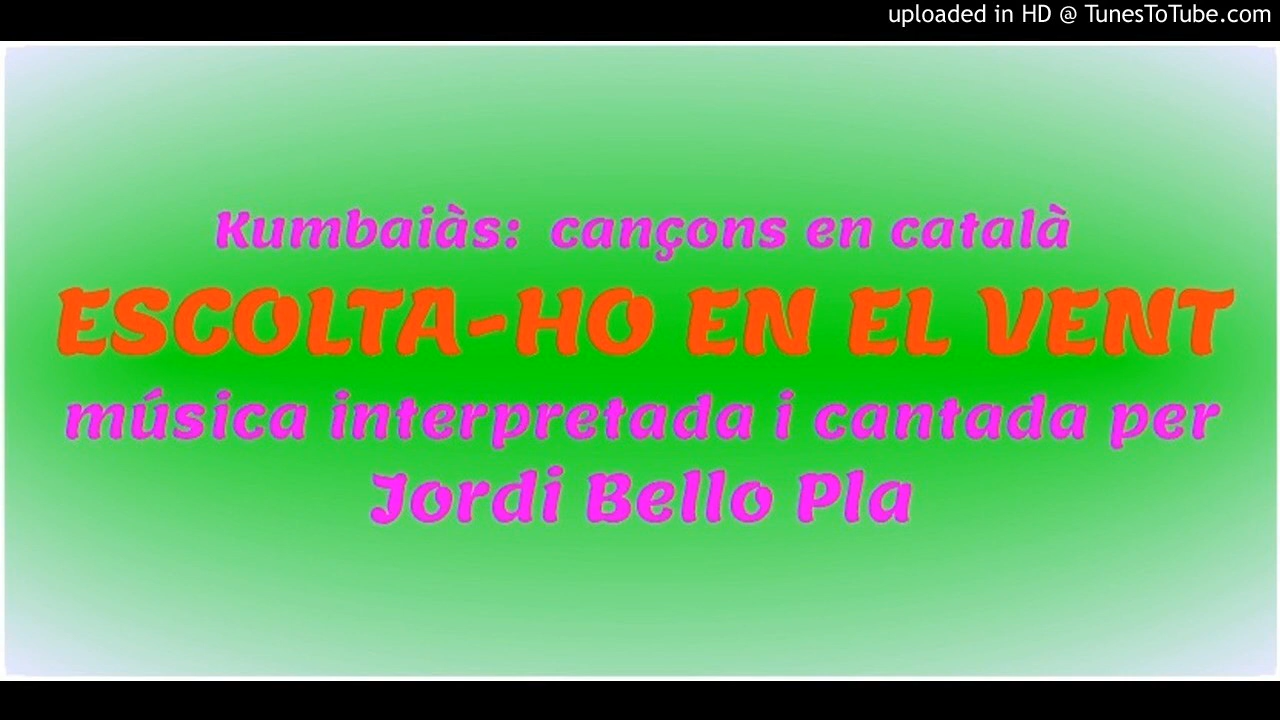 uploaded in HD @ TunesToTube.com
Kumbaiàs: cançons en català
ESCOLTA-HO EN EL VENT
música interpretada i cantada per
Jordi Bello Pla